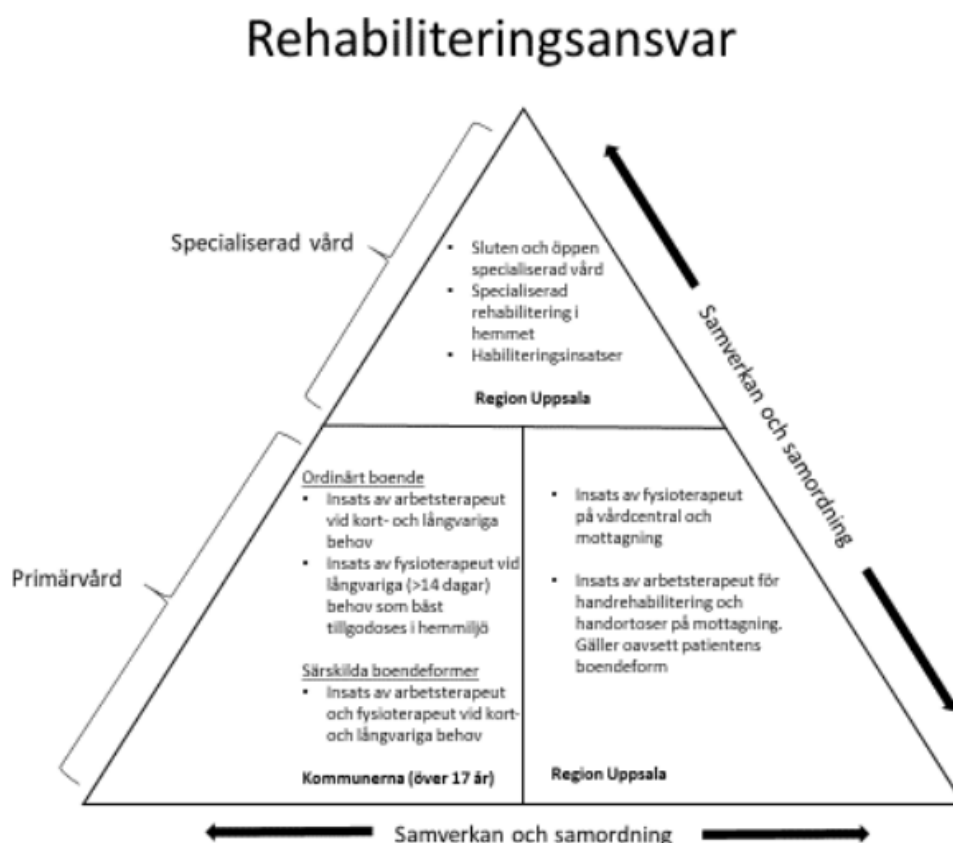 Rehabiliteringsansvar
Specialiserad vård
▪ Sluten och öppen
specialiserad vård
▪ Specialiserad
rehabilitering i
hemmet
▪ Habiliteringsinsatser
Region Uppsala
Samverkan och samordning
Primärvård
Ordinärt boende
▪ Insats av arbetsterapeut
vid kort- och långvariga
behov
▪ Insats av fysioterapeut vid
långvariga (>14 dagar)
behov som bäst
tillgodoses i hemmiljö
Särskilda boendeformer
▪ Insats av arbetsterapeut
och fysioterapeut vid kort-
och långvariga behov
Kommunerna (över 17 år)
▪ Insats av fysioterapeut
på vårdcentral och
mottagning
▪ Insats av arbetsterapeut för
handrehabilitering och
handortoser på mottagning.
Gäller oavsett patientens
boendeform
Region Uppsala
Samverkan och samordning